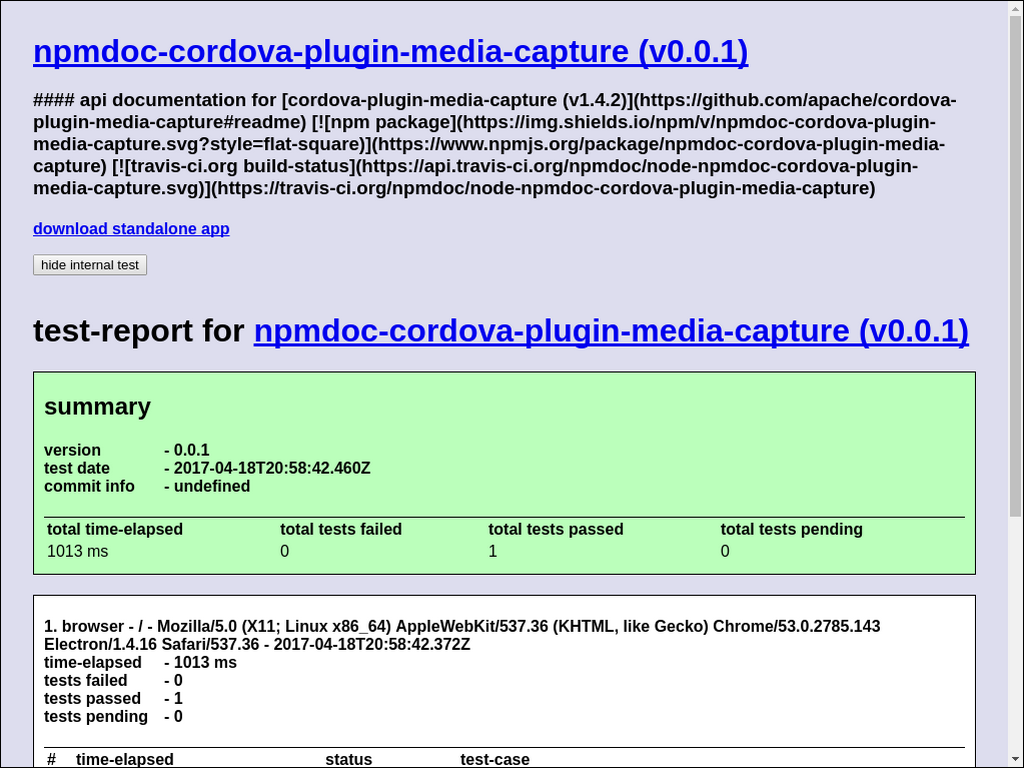 npmdoc-cordova-plugin-media-capture (v0.0.1)
#### api documentation for [cordova-plugin-media-capture (v1.4.2)](https://github.com/apache/cordova-
plugin-media-capture#readme) [![npm package](https://img.shields.io/npm/v/npmdoc-cordova-plugin-
media-capture.svg?style=flat-square)](https://www.npmjs.org/package/npmdoc-cordova-plugin-media-
capture) [![travis-ci.org build-status](https://api.travis-ci.org/npmdoc/node-npmdoc-cordova-plugin-
media-capture.svg)](https://travis-ci.org/npmdoc/node-npmdoc-cordova-plugin-media-capture)
download standalone app
hide internal test
test-report for npmdoc-cordova-plugin-media-capture (v0.0.1)
summary
version - 0.0.1
test date - 2017-04-18T20:58:42.460Z
commit info - undefined
total time-elapsed total tests failed total tests passed total tests pending
1013 ms 0 1 0
1. browser - / - Mozilla/5.0 (X11; Linux x86_64) AppleWebKit/537.36 (KHTML, like Gecko) Chrome/53.0.2785.143
Electron/1.4.16 Safari/537.36 - 2017-04-18T20:58:42.372Z
time-elapsed - 1013 ms
tests failed - 0
tests passed - 1
tests pending - 0
# time-elapsed status test-case